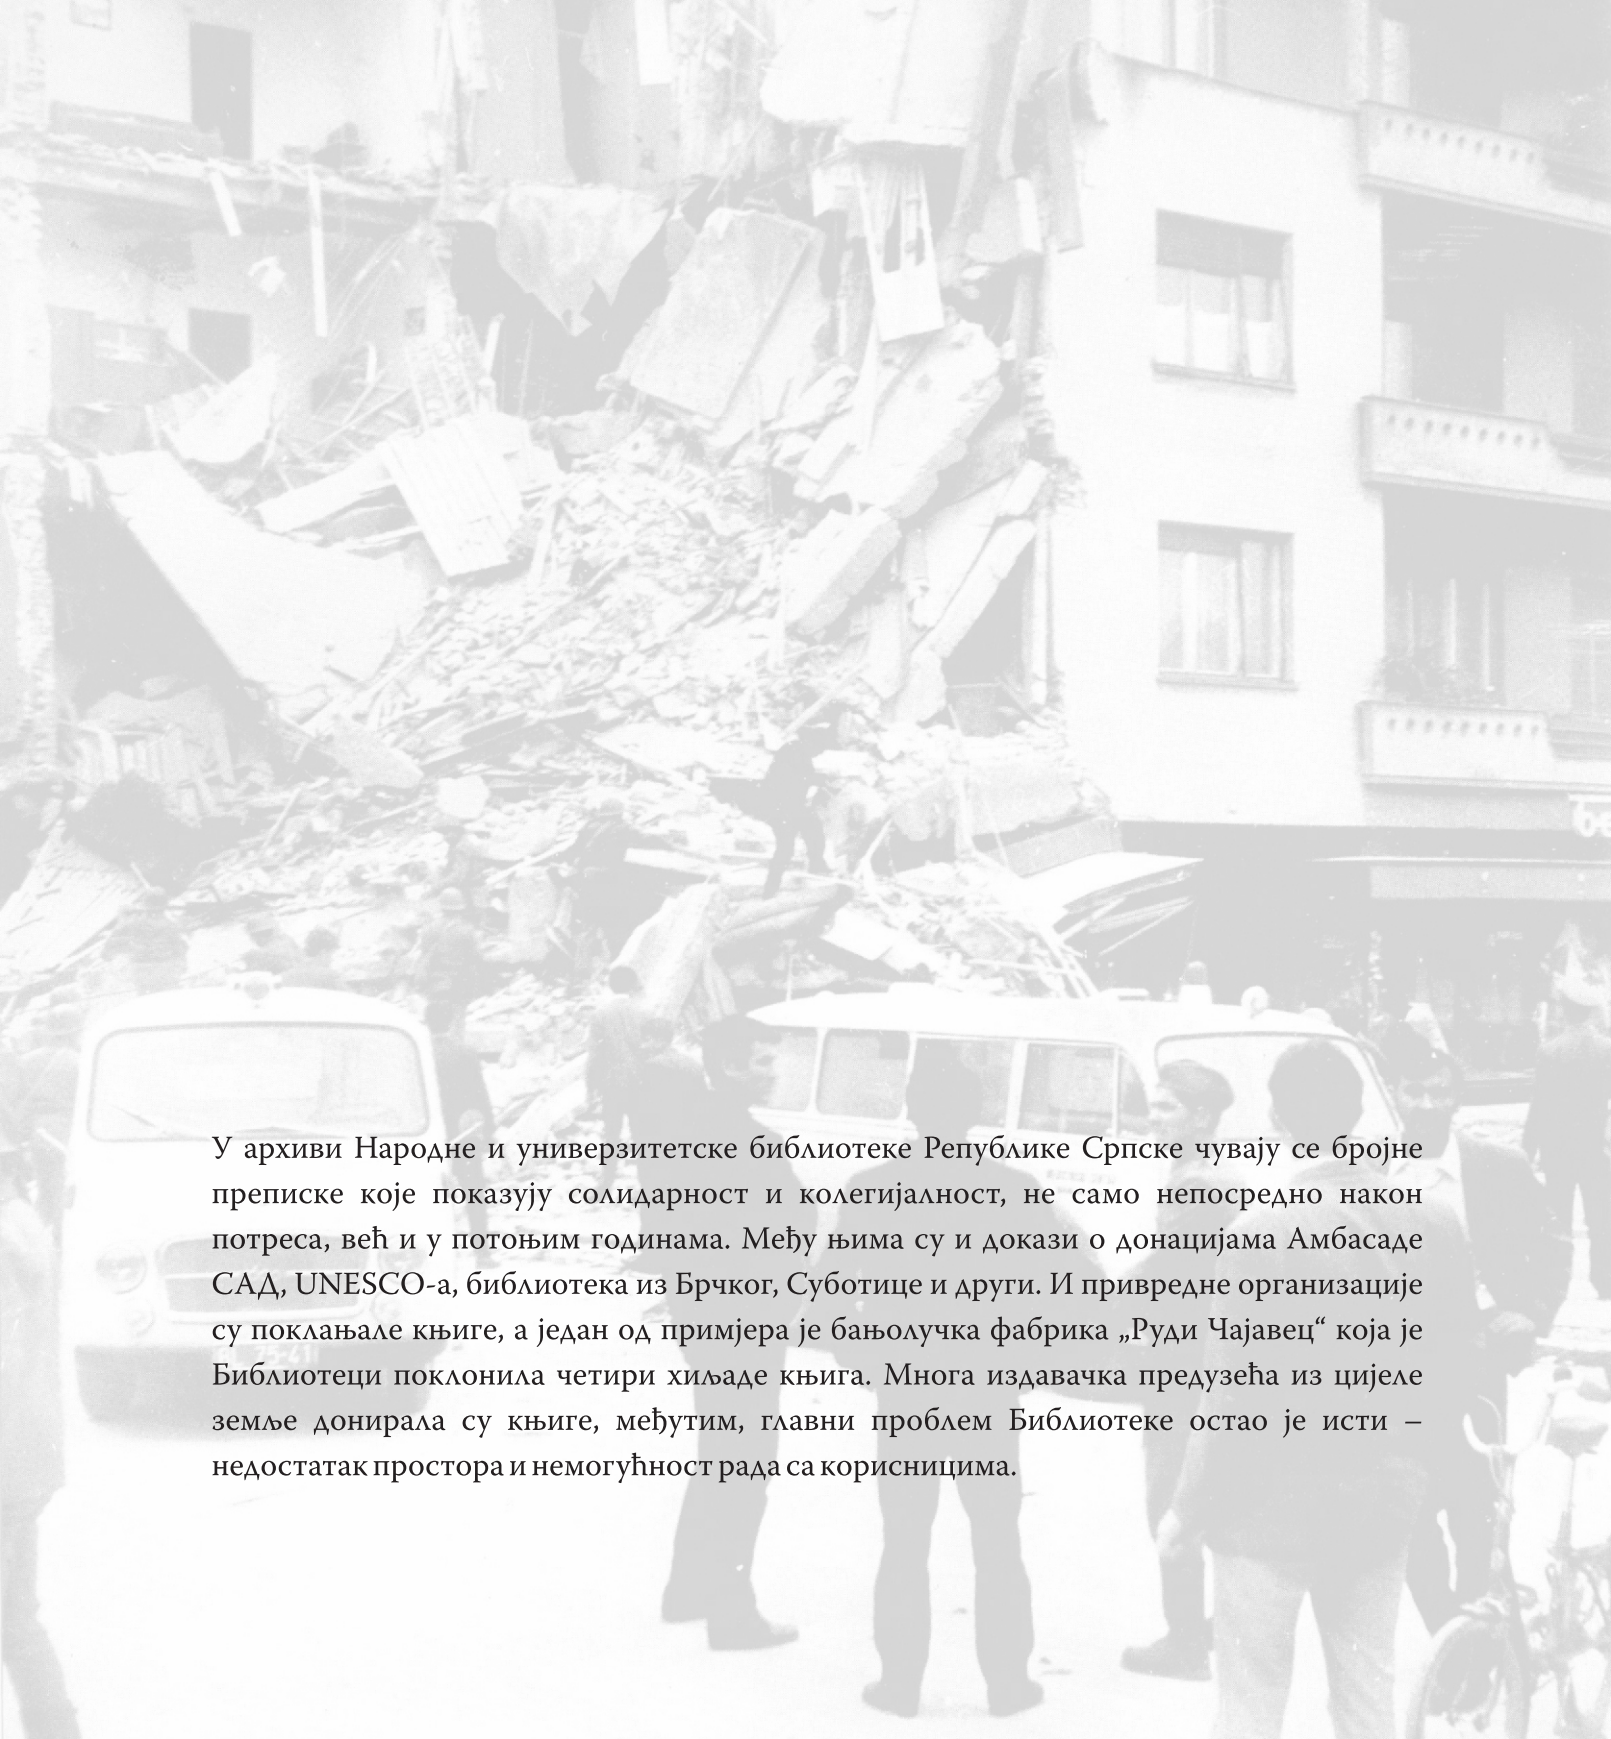 У архиви Народне и универзитетске библиотеке Републике Српске чувају се бројне
преписке које показују солидарност и колегијалност, не само непосредно након
потреса, већ и у потоњим годинама. Међу њима су и докази о донацијама Амбасаде
САД, UNESCO-а, библиотека из Брчког, Суботице и други. И привредне организације
су поклањале књиге, а један од примјера је бањолучка фабрика „Руди Чајавец“ која је
Библиотеци поклонила четири хиљаде књига. Многа издавачка предузећа из цијеле
земље донирала су књиге, међутим, главни проблем Библиотеке остао је исти –
недостатак простора и немогућност рада са корисницима.